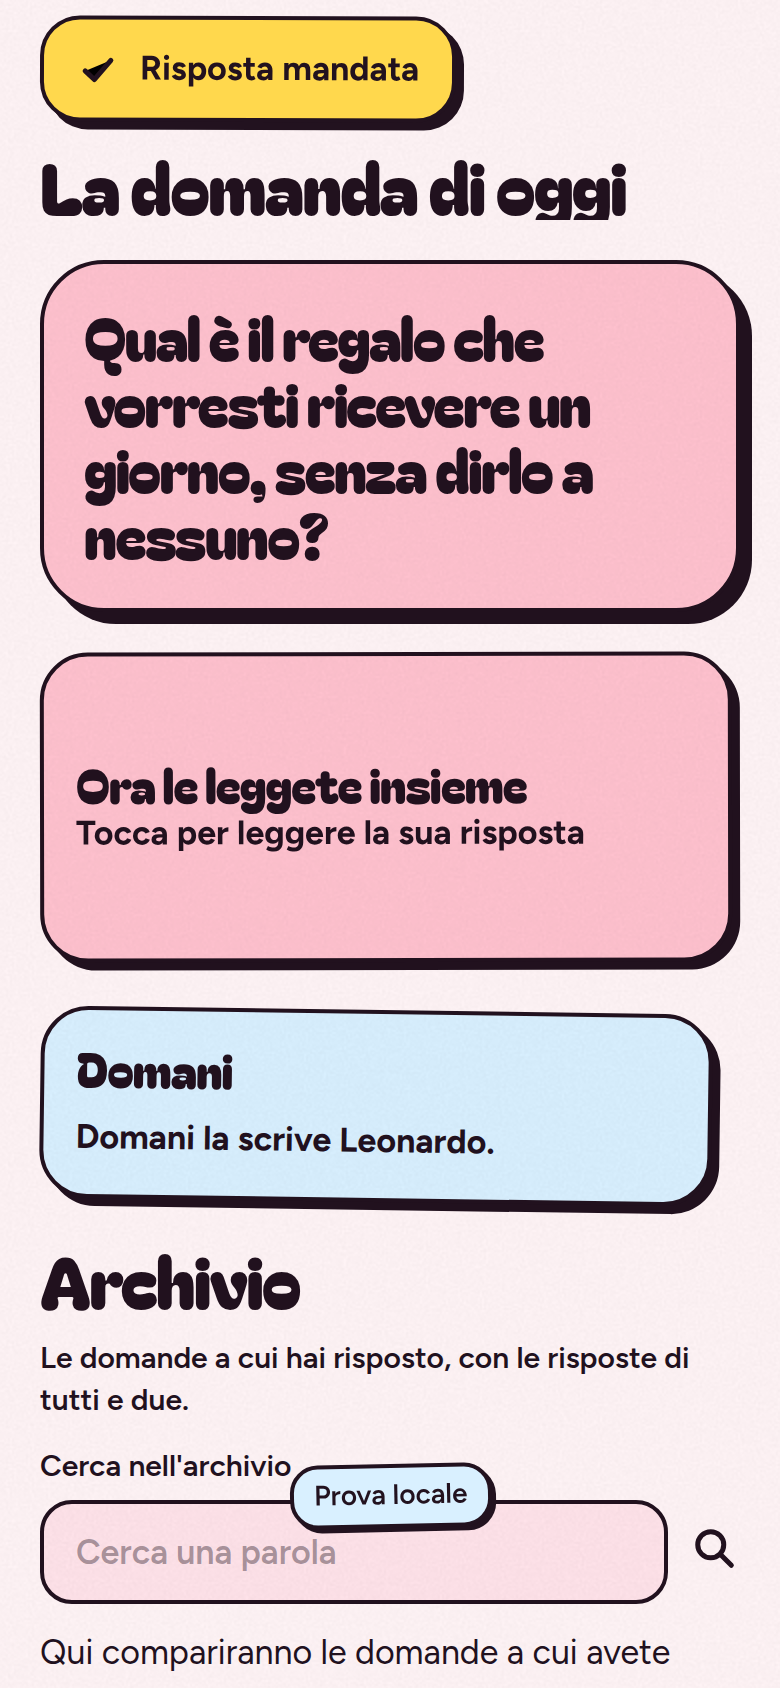 Risposta mandata
La domanda di oggi
Qual è il regalo che
vorresti ricevere un
giorno, senza dirlo a
nessuno?
Ora le leggete insieme
Tocca per leggere la sua risposta
Domani
Domani la scrive Leonardo.
Archivio
Le domande a cui hai risposto, con le risposte di
tutti e due.
Cerca nell'archivio
Prova locale
Cerca una parola
Qui compariranno le domande a cui avete